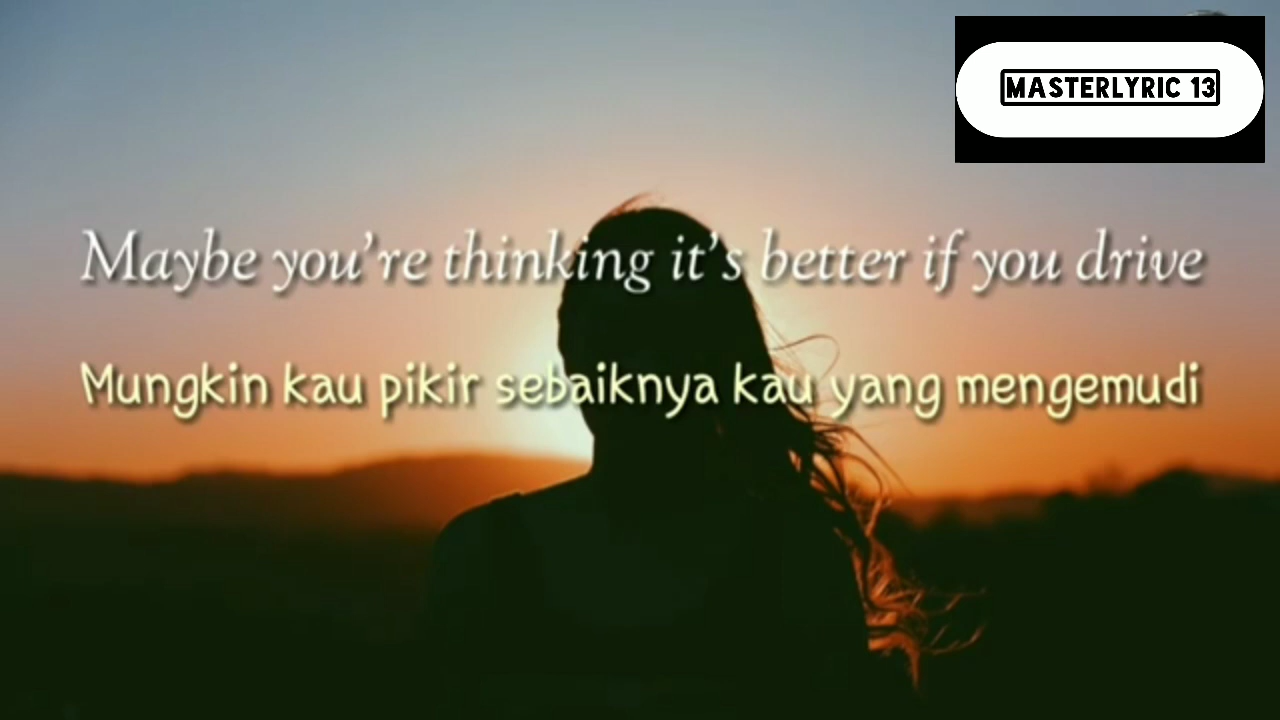 MASTERLYRIC 13
Maybe you're thinking it's better if you drive
Mungkin kau pikir sebaiknya kau yang mengemudi